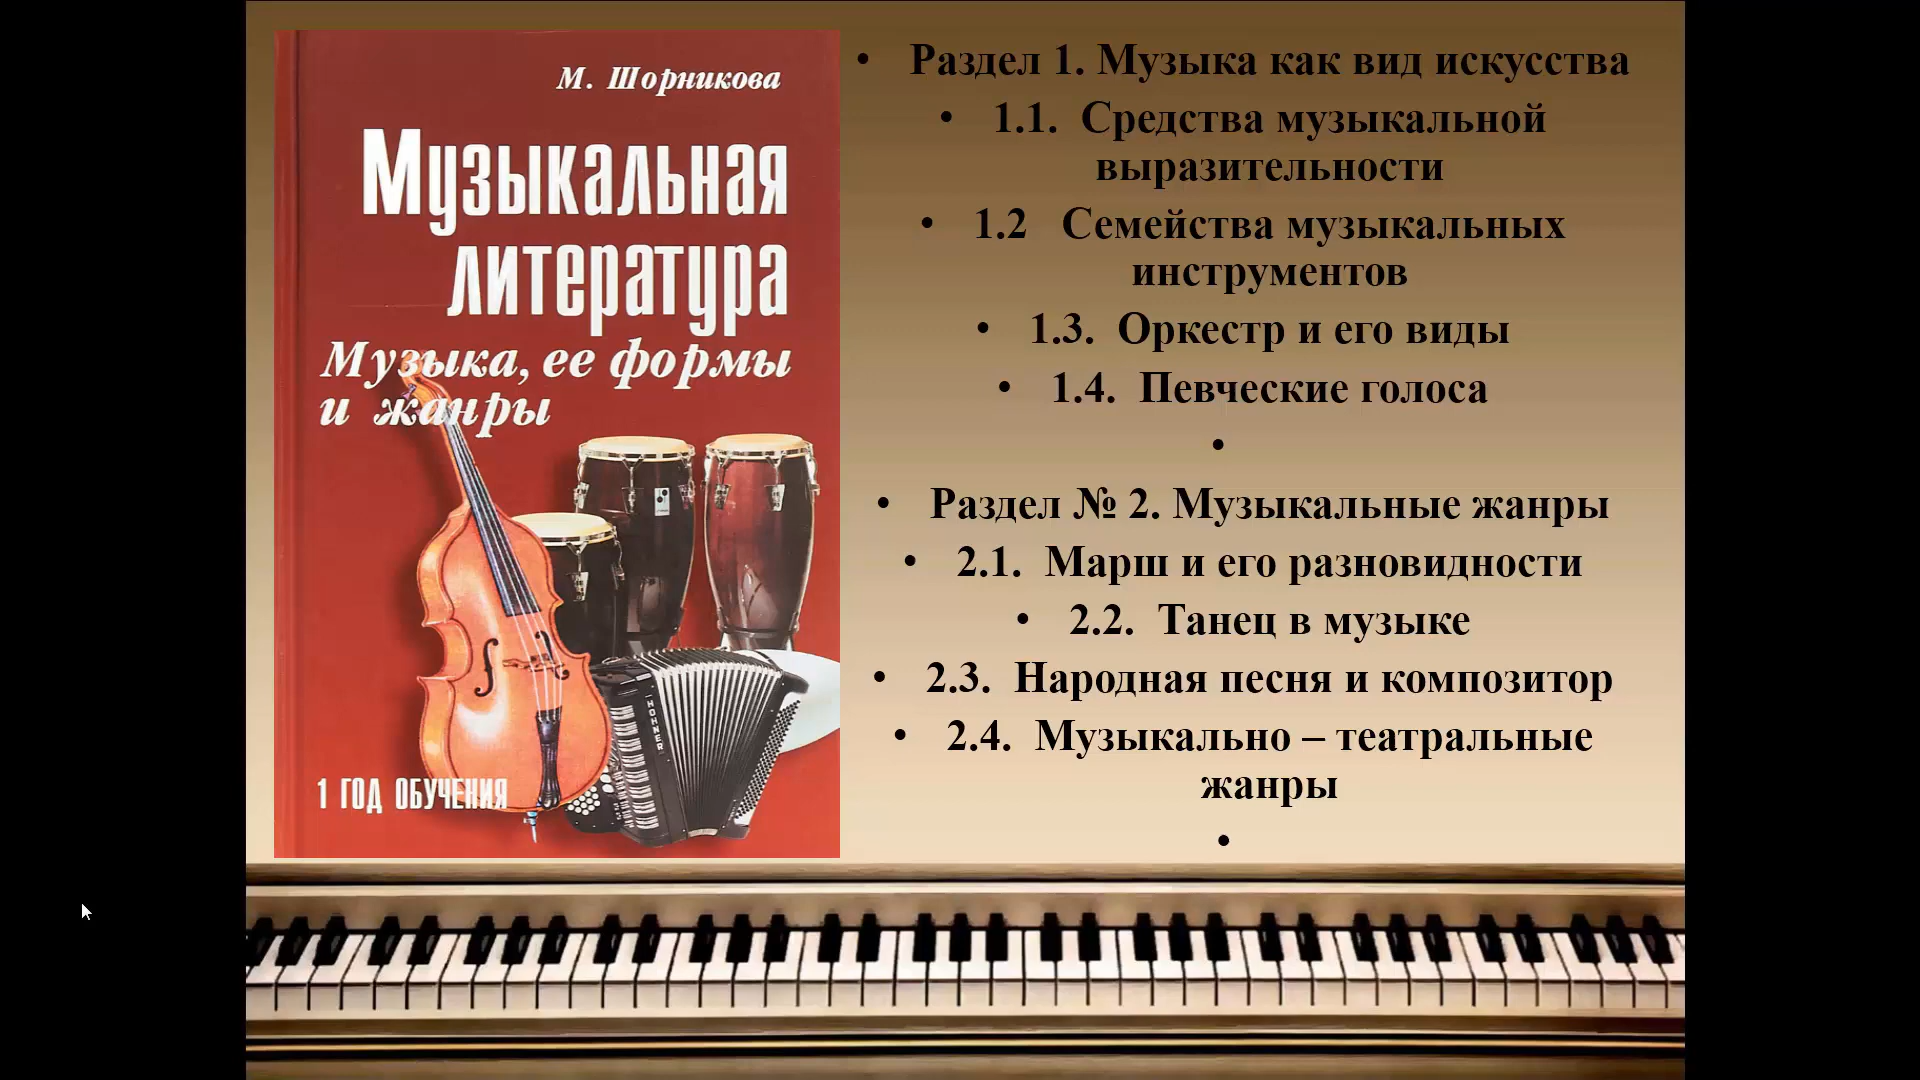 М. Шорникова
Музыкальная
литература
Музыка, ее формы
и жанры
HOHNER
1 ГОД ОБУЧЕНИЯ
• Раздел 1. Музыка как вид искусства
• 1.1. Средства музыкальной
выразительности
• 1.2 Семейства музыкальных
инструментов
• 1.3. Оркестр и его виды
• 1.4. Певческие голоса
•
• Раздел № 2. Музыкальные жанры
• 2.1. Марш и его разновидности
• 2.2. Танец в музыке
• 2.3. Народная песня и композитор
• 2.4. Музыкально – театральные
жанры
•